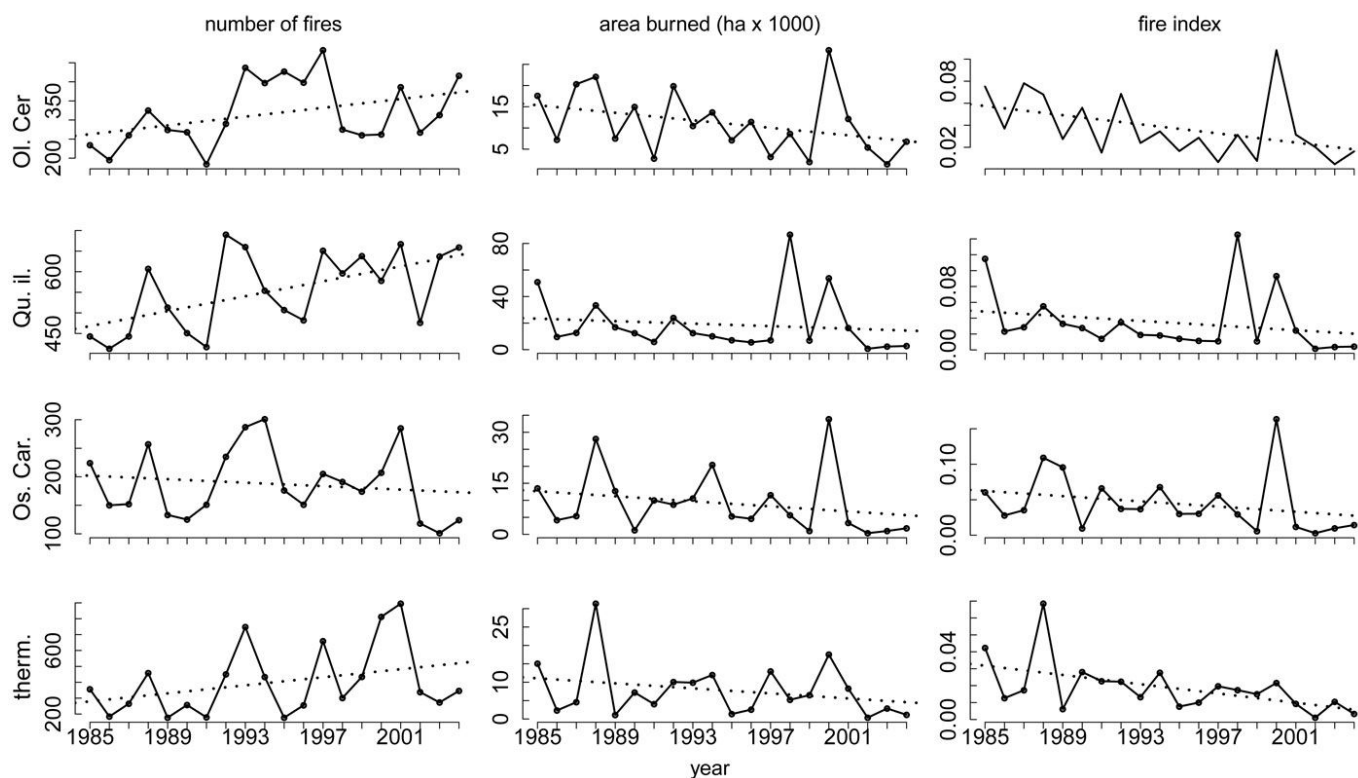 number of fires area burned (ha x 1000) fire index
Ol. Cer
200 350
5 15
0.02 0.08
Qu. il.
450 600
0 40 80
0.00 0.08
Os. Car.
100 200 300
0 15 30
0.00 0.10
therm.
200 600
0 10 25
0.00 0.04
1985 1989 1993 1997 2001 1985 1989 1993 1997 2001 1985 1989 1993 1997 2001
year